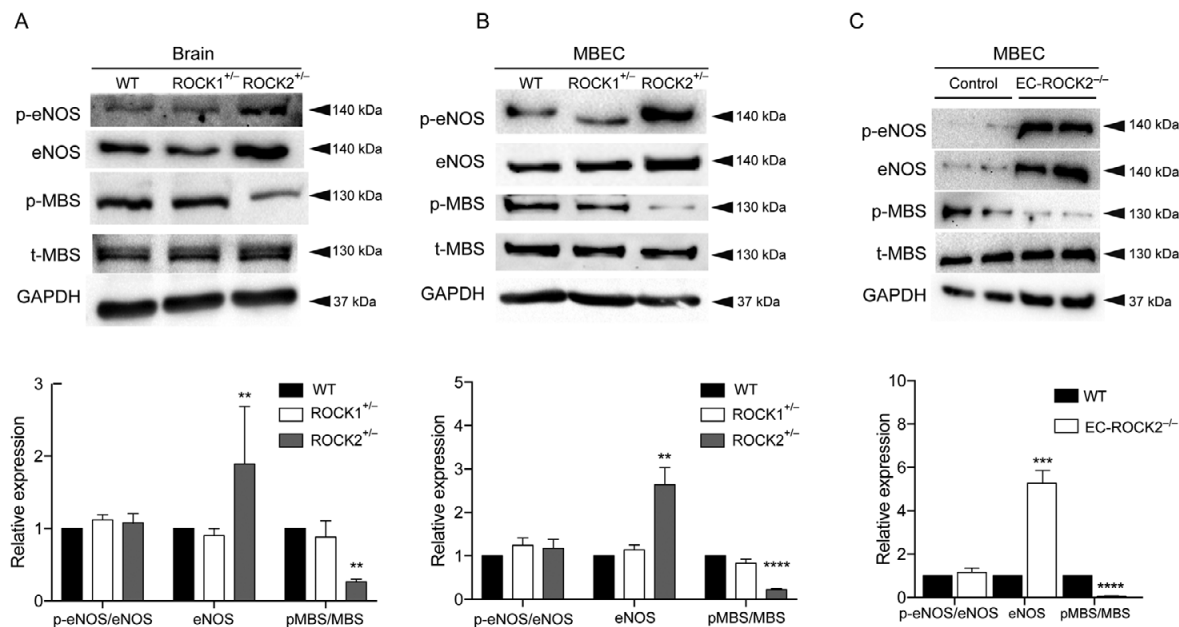 A
Brain
WT ROCK1+/– ROCK2+/–
p-eNOS 140 kDa
eNOS 140 kDa
p-MBS 130 kDa
t-MBS 130 kDa
GAPDH 37 kDa
Relative expression
3
2
1
0
** **
WT
ROCK1+/–
ROCK2+/–
p-eNOS/eNOS eNOS pMBS/MBS
B
MBEC
WT ROCK1+/– ROCK2+/–
p-eNOS 140 kDa
eNOS 140 kDa
p-MBS 130 kDa
t-MBS 130 kDa
GAPDH 37 kDa
Relative expression
5
4
3
2
1
0
** ****
WT
ROCK1+/–
ROCK2+/–
p-eNOS/eNOS eNOS pMBS/MBS
C
MBEC
Control EC-ROCK2–/–
p-eNOS 140 kDa
eNOS 140 kDa
p-MBS 130 kDa
t-MBS 130 kDa
GAPDH 37 kDa
Relative expression
10
8
6
4
2
0
*** ****
WT
EC-ROCK2–/–
p-eNOS/eNOS eNOS pMBS/MBS